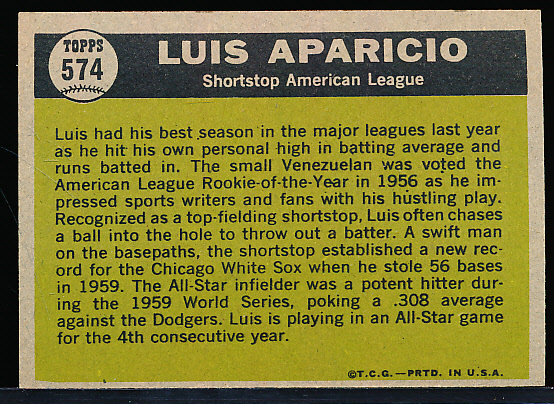 TOPPS
574
LUIS APARICIO
Shortstop American League
Luis had his best season in the major leagues last year
as he hit his own personal high in batting average and
runs batted in. The small Venezuelan was voted the
American League Rookie-of-the-Year in 1956 as he im-
pressed sports writers and fans with his hustling play.
Recognized as a top-fielding shortstop, Luis often chases
a ball into the hole to throw out a batter. A swift man
on the basepaths, the shortstop established a new rec-
ord for the Chicago White Sox when he stole 56 bases
in 1959. The All-Star infielder was a potent hitter dur-
ing the 1959 World Series, poking a .308 average
against the Dodgers. Luis is playing in an All-Star game
for the 4th consecutive year.
©T.C.G.—PRTD. IN U.S.A.